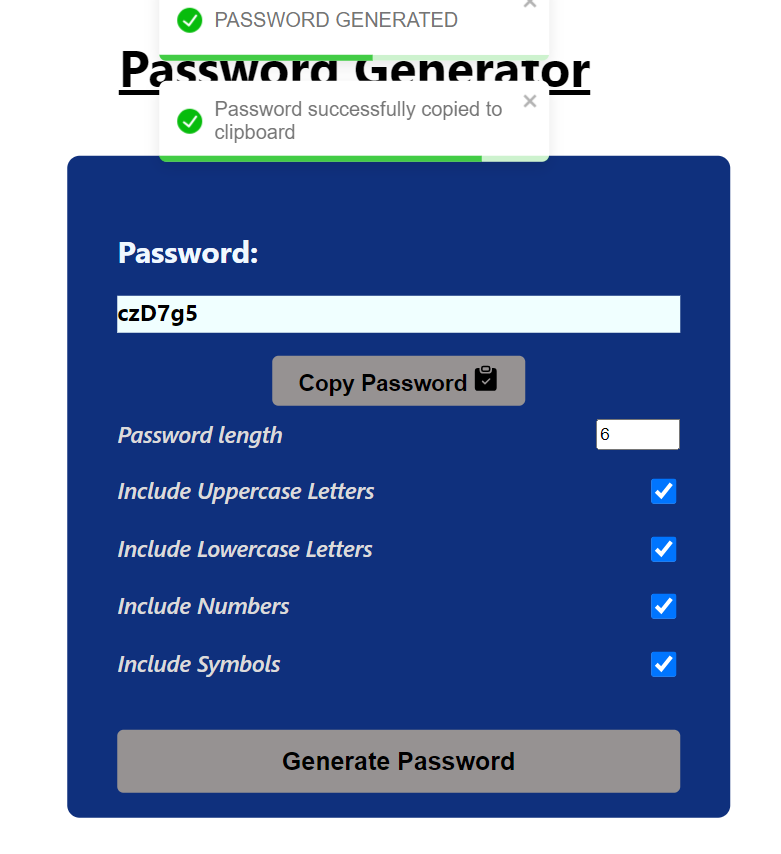 PASSWORD GENERATED
Password Generator
Password successfully copied to
clipboard
Password:
czD7g5
Copy Password
Password length
6
Include Uppercase Letters
Include Lowercase Letters
Include Numbers
Include Symbols
Generate Password